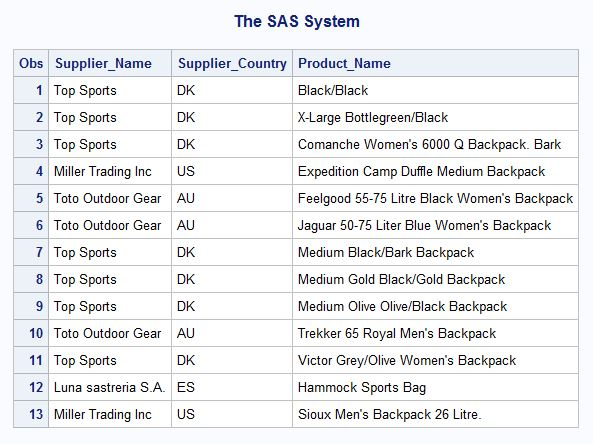 The SAS System
Obs Supplier_Name Supplier_Country Product_Name
1 Top Sports DK Black/Black
2 Top Sports DK X-Large Bottlegreen/Black
3 Top Sports DK Comanche Women's 6000 Q Backpack. Bark
4 Miller Trading Inc US Expedition Camp Duffle Medium Backpack
5 Toto Outdoor Gear AU Feelgood 55-75 Litre Black Women's Backpack
6 Toto Outdoor Gear AU Jaguar 50-75 Liter Blue Women's Backpack
7 Top Sports DK Medium Black/Bark Backpack
8 Top Sports DK Medium Gold Black/Gold Backpack
9 Top Sports DK Medium Olive Olive/Black Backpack
10 Toto Outdoor Gear AU Trekker 65 Royal Men's Backpack
11 Top Sports DK Victor Grey/Olive Women's Backpack
12 Luna sastreria S.A. ES Hammock Sports Bag
13 Miller Trading Inc US Sioux Men's Backpack 26 Litre.